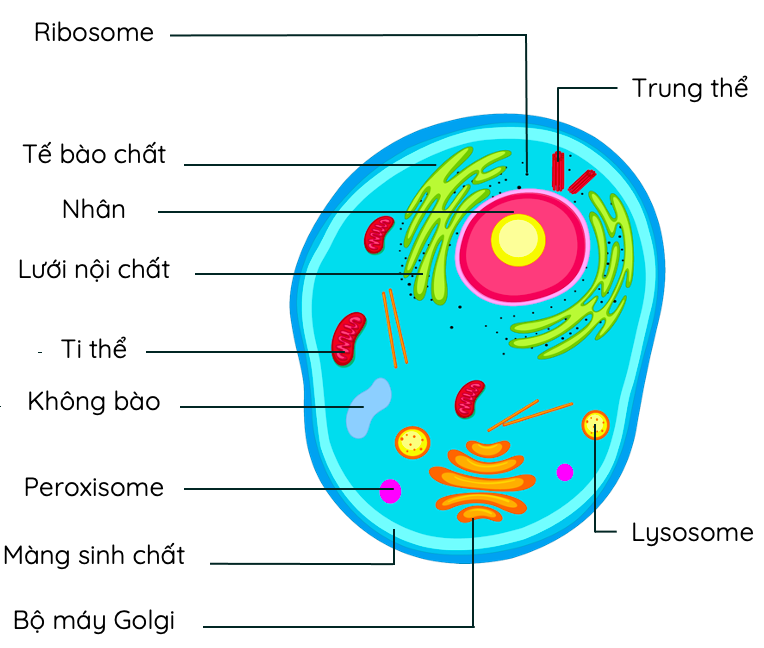 Ribosome
Trung thể
Tế bào chất
Nhân
Lưới nội chất
Ti thể
Không bào
Peroxisome
Lysosome
Màng sinh chất
Bộ máy Golgi